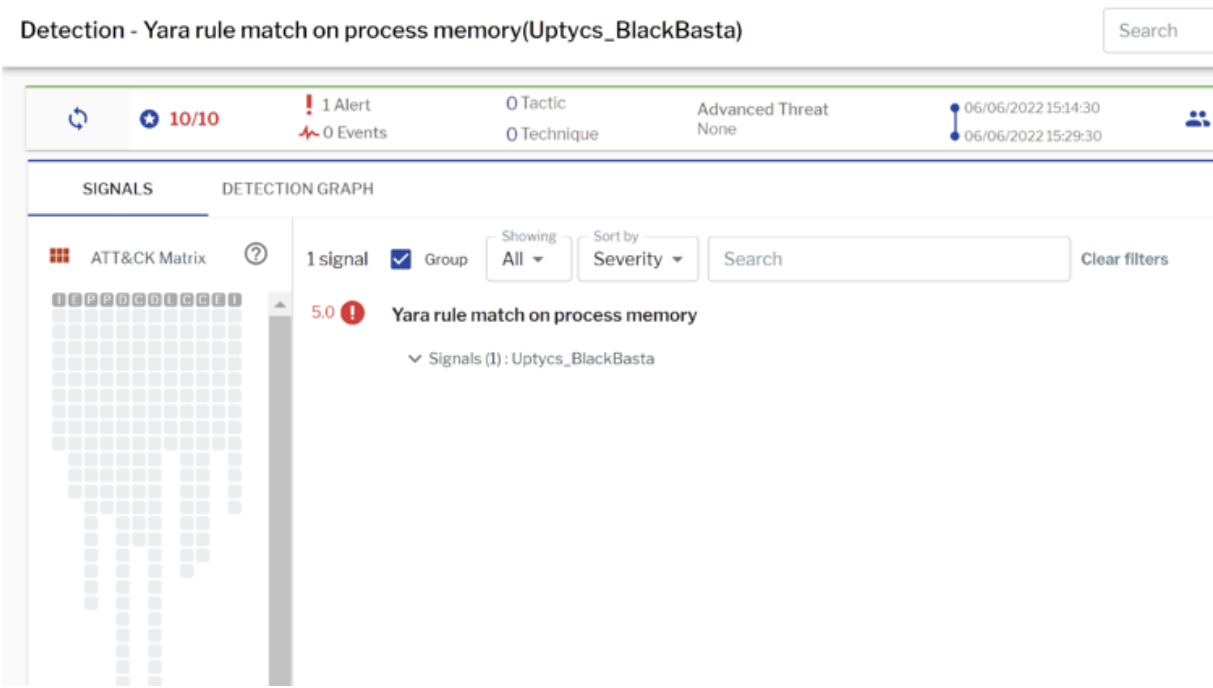 Detection - Yara rule match on process memory(Uptycs_BlackBasta)
Search
10/10
1 Alert
0 Events
0 Tactic
0 Technique
Advanced Threat
None
06/06/2022 15:14:30
06/06/2022 15:29:30
SIGNALS
DETECTION GRAPH
ATT&CK Matrix
1 signal
Group
Showing
All
Sort by
Severity
Search
Clear filters
I E P P D C D L C C E I
5.0
Yara rule match on process memory
Signals (1) : Uptycs_BlackBasta